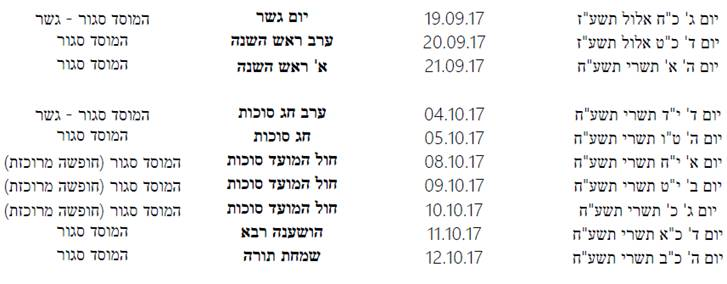 יום ג' כ"ח אלול תשע"ז 19.09.17 יום גשר המוסד סגור - גשר
יום ד' כ"ט אלול תשע"ז 20.09.17 ערב ראש השנה המוסד סגור
יום ה' א' תשרי תשע"ח 21.09.17 א' ראש השנה המוסד סגור
יום ד' י"ד תשרי תשע"ח 04.10.17 ערב חג סוכות המוסד סגור - גשר
יום ה' ט"ו תשרי תשע"ח 05.10.17 חג סוכות המוסד סגור
יום א' י"ח תשרי תשע"ח 08.10.17 חול המועד סוכות המוסד סגור (חופשה מרוכזת)
יום ב' י"ט תשרי תשע"ח 09.10.17 חול המועד סוכות המוסד סגור (חופשה מרוכזת)
יום ג' כ' תשרי תשע"ח 10.10.17 חול המועד סוכות המוסד סגור (חופשה מרוכזת)
יום ד' כ"א תשרי תשע"ח 11.10.17 הושענה רבא המוסד סגור
יום ה' כ"ב תשרי תשע"ח 12.10.17 שמחת תורה המוסד סגור